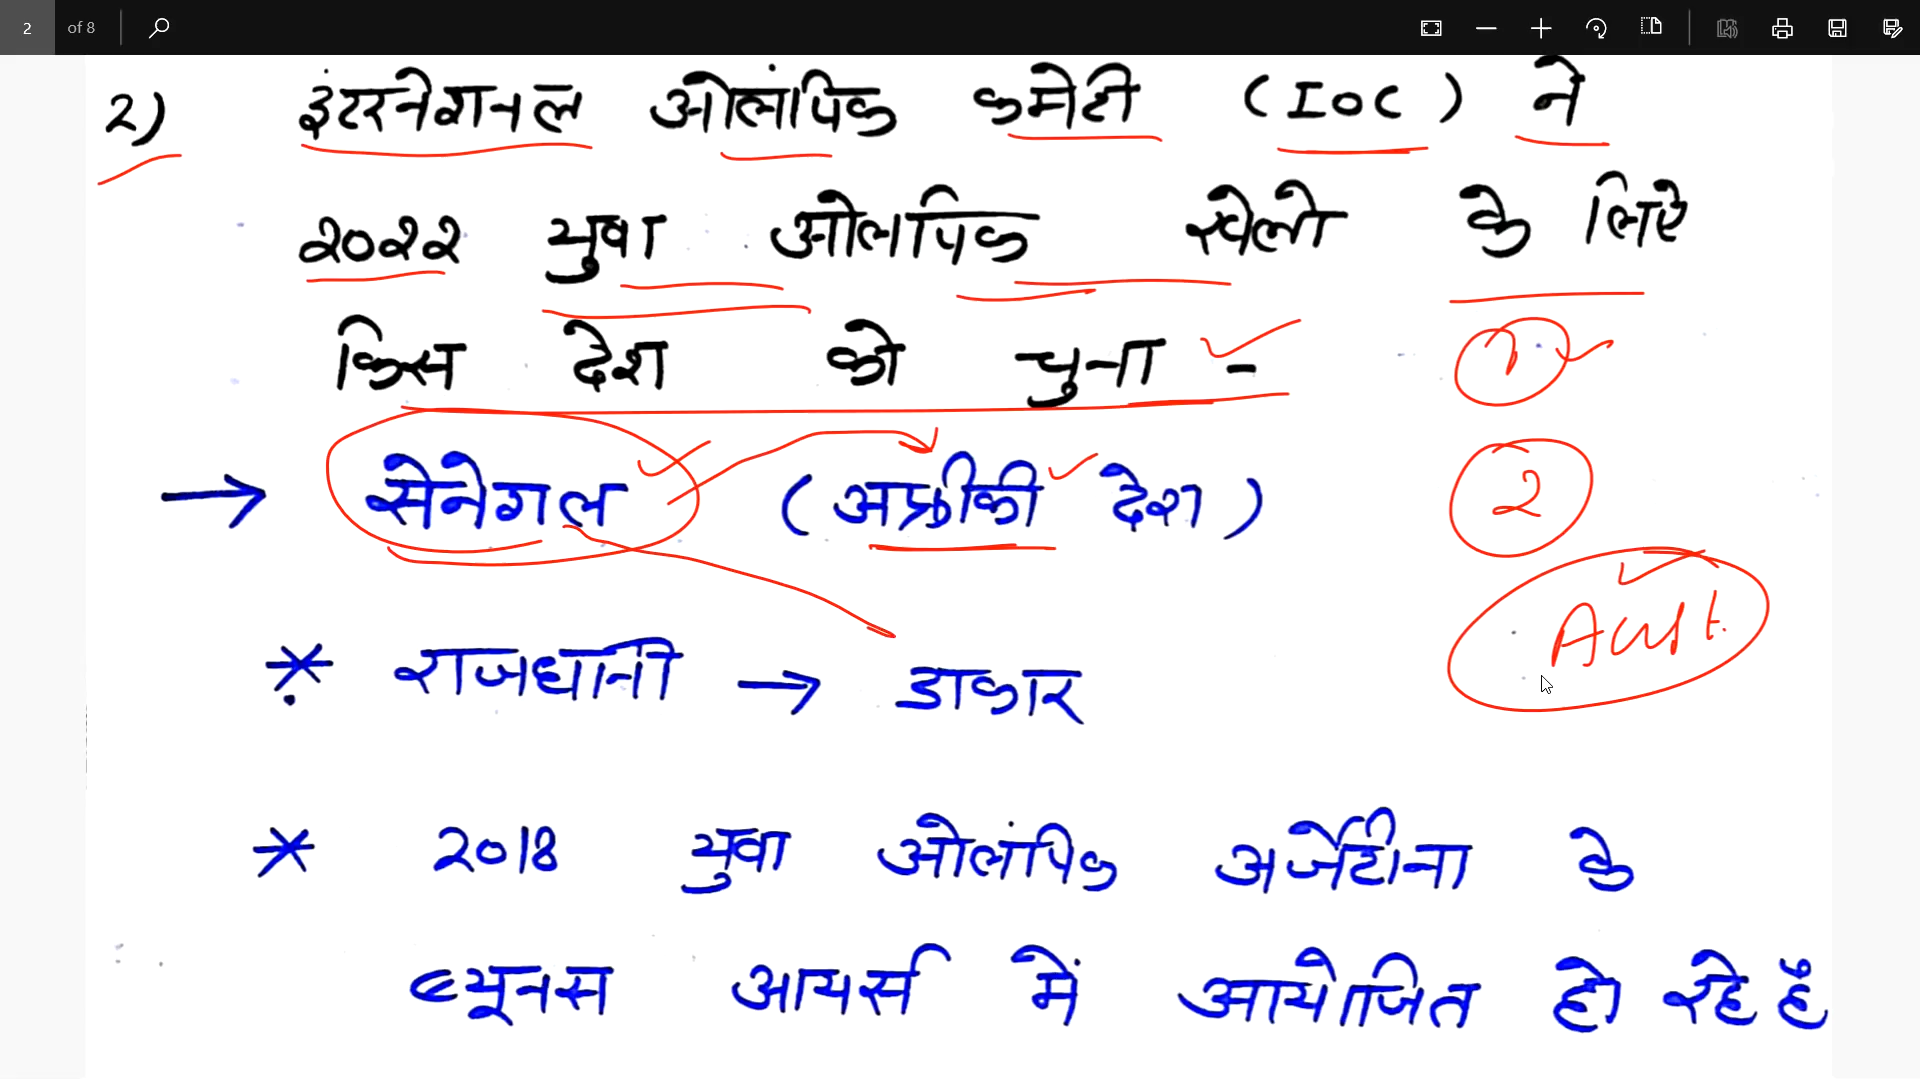 2 of 8
2) इंटरनेशनल ओलंपिक कमेटी (IOC) ने
2022 युवा ओलंपिक खेलो के लिऐ
किस देश को चुना -
1
→ सेनेगल (अफ्रीकी देश)
2
* राजधानी → डाकार
* 2018 युवा ओलंपिक अर्जेंटीना के
ब्यूनस आयर्स में आयोजित हो रहे हैं